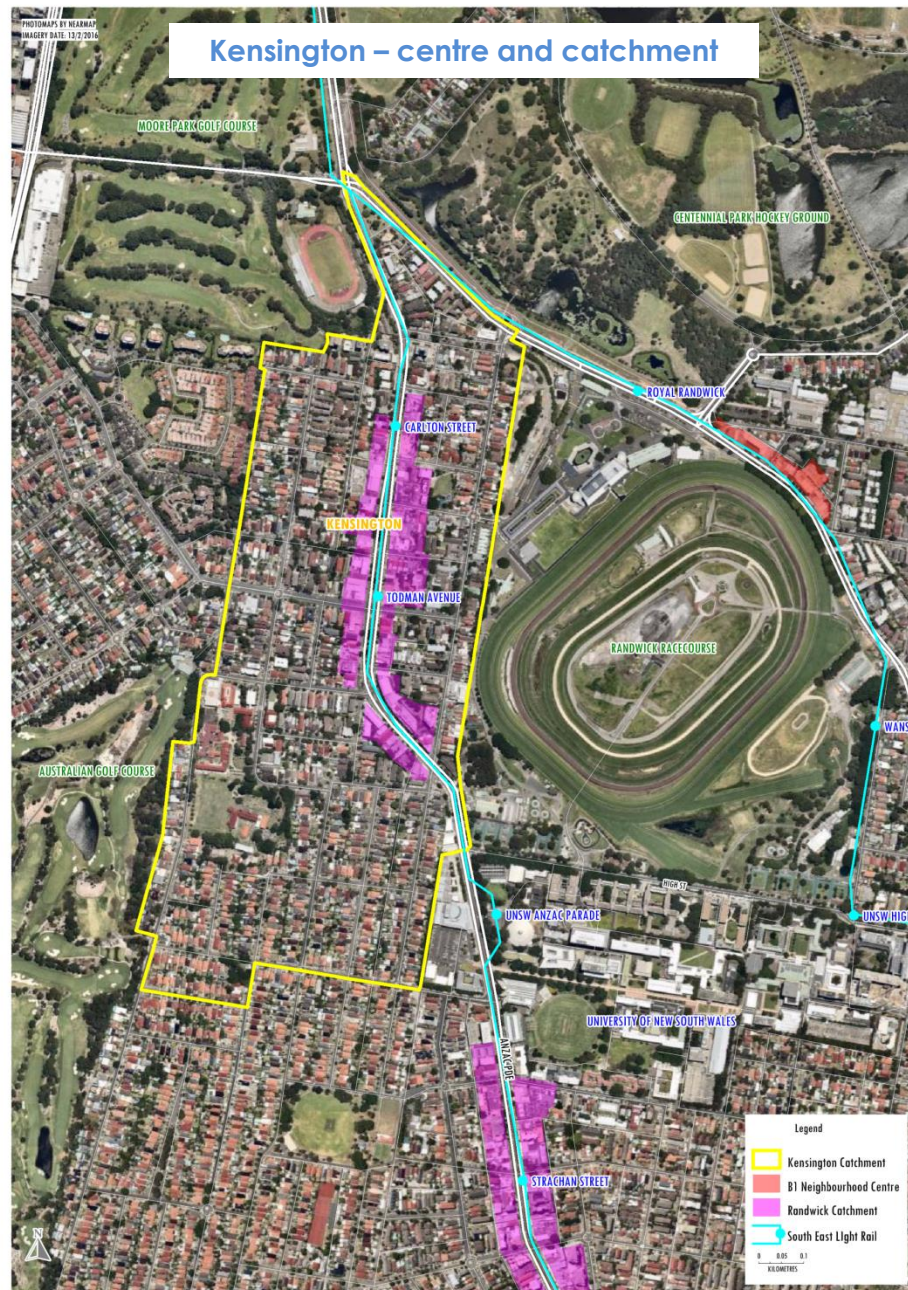 PHOTOMAPS BY NEARMAP
IMAGERY DATE: 13/2/2016
Kensington – centre and catchment
MOORE PARK GOLF COURSE
CENTENNIAL PARK HOCKEY GROUND
ROYAL RANDWICK
CARLTON STREET
KENSINGTON
TODMAN AVENUE
RANDWICK RACECOURSE
WANS
AUSTRALIAN GOLF COURSE
HIGH ST
UNSW ANZAC PARADE
UNSW HIG
UNIVERSITY OF NEW SOUTH WALES
ANZAC PDE
STRACHAN STREET
Legend
Kensington Catchment
B1 Neighbourhood Centre
Randwick Catchment
South East LIght Rail
0 0.05 0.1
KILOMETRES
N